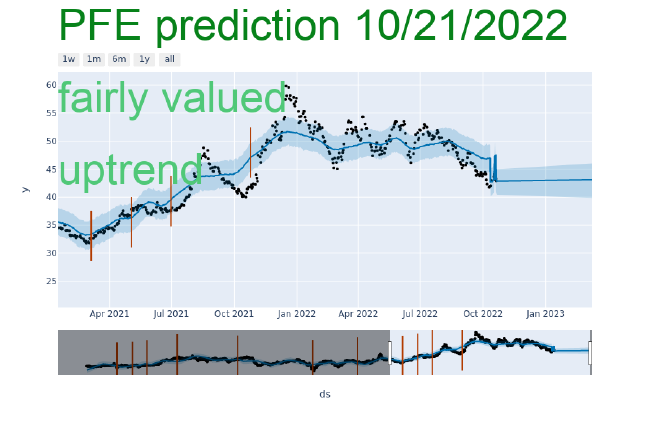 PFE prediction 10/21/2022
1w 1m 6m 1y all
60
fairly valued
55
50
45
uptrend
y
40
35
30
25
Apr 2021 Jul 2021 Oct 2021 Jan 2022 Apr 2022 Jul 2022 Oct 2022 Jan 2023
ds